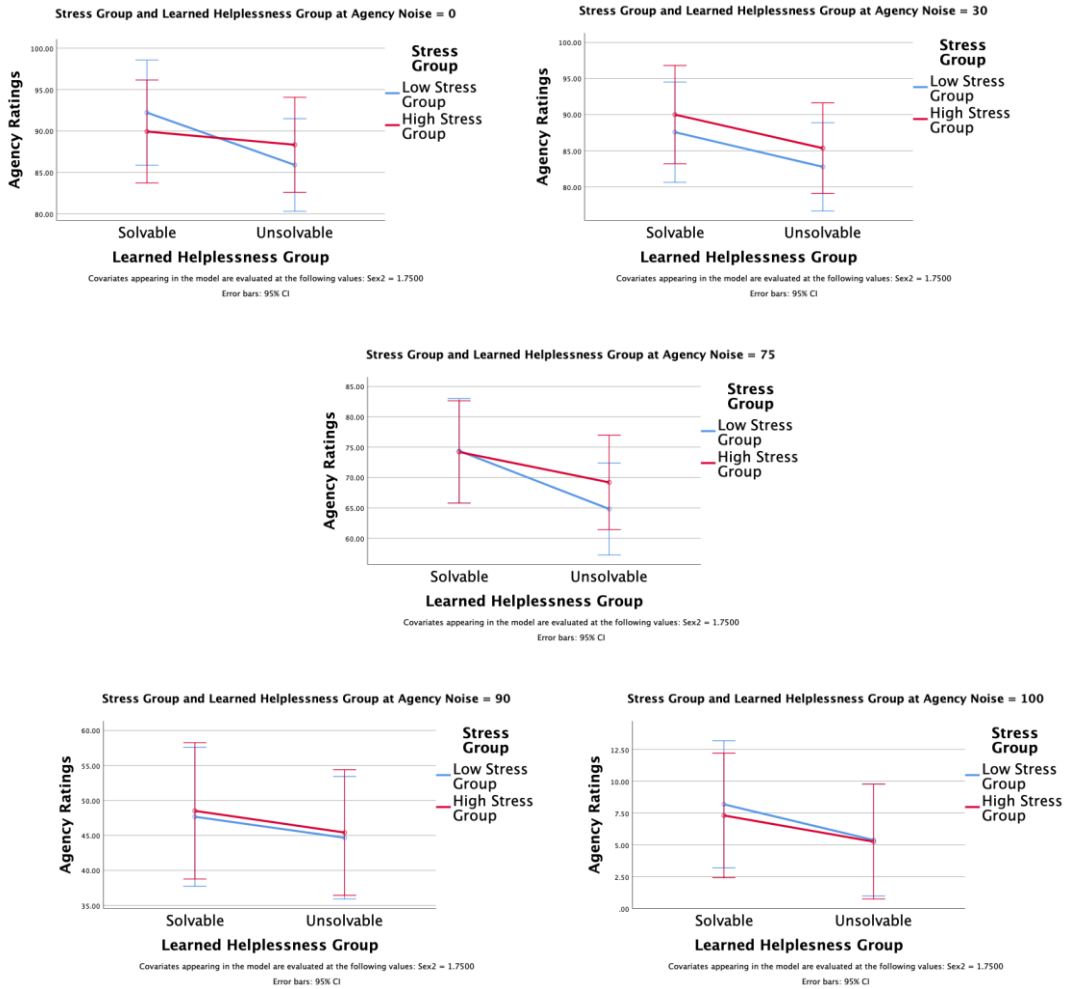 Stress Group and Learned Helplessness Group at Agency Noise = 0
Agency Ratings
100.00
95.00
90.00
85.00
80.00
Solvable
Unsolvable
Learned Helplessness Group
Stress
Group
Low Stress
Group
High Stress
Group
Covariates appearing in the model are evaluated at the following values: Sex2 = 1.7500
Error bars: 95% CI
Stress Group and Learned Helplessness Group at Agency Noise = 30
Agency Ratings
100.00
95.00
90.00
85.00
80.00
Solvable
Unsolvable
Learned Helplessness Group
Stress
Group
Low Stress
Group
High Stress
Group
Covariates appearing in the model are evaluated at the following values: Sex2 = 1.7500
Error bars: 95% CI
Stress Group and Learned Helplessness Group at Agency Noise = 75
Agency Ratings
85.00
80.00
75.00
70.00
65.00
60.00
Solvable
Unsolvable
Learned Helplessness Group
Stress
Group
Low Stress
Group
High Stress
Group
Covariates appearing in the model are evaluated at the following values: Sex2 = 1.7500
Error bars: 95% CI
Stress Group and Learned Helplessness Group at Agency Noise = 90
Agency Ratings
60.00
55.00
50.00
45.00
40.00
35.00
Solvable
Unsolvable
Learned Helplessness Group
Stress
Group
Low Stress
Group
High Stress
Group
Covariates appearing in the model are evaluated at the following values: Sex2 = 1.7500
Error bars: 95% CI
Stress Group and Learned Helplessness Group at Agency Noise = 100
Agency Ratings
12.50
10.00
7.50
5.00
2.50
.00
Solvable
Unsolvable
Learned Helplessness Group
Stress
Group
Low Stress
Group
High Stress
Group
Covariates appearing in the model are evaluated at the following values: Sex2 = 1.7500
Error bars: 95% CI